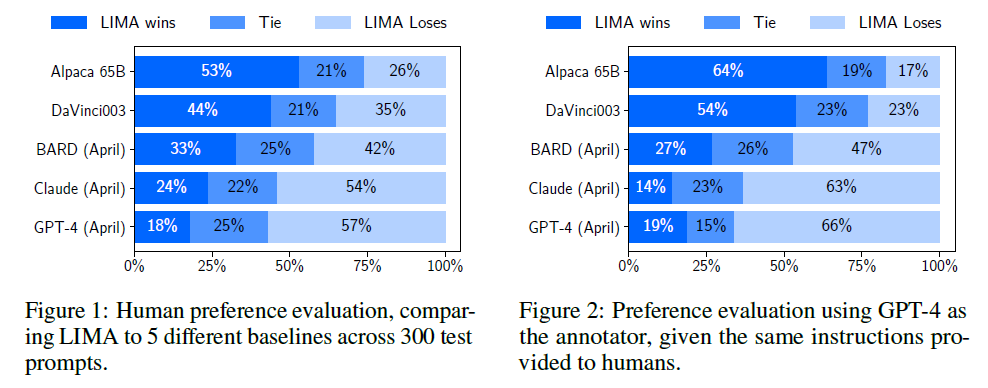 LIMA wins Tie LIMA Loses
Alpaca 65B 53% 21% 26%
DaVinci003 44% 21% 35%
BARD (April) 33% 25% 42%
Claude (April) 24% 22% 54%
GPT-4 (April) 18% 25% 57%
0% 25% 50% 75% 100%
Figure 1: Human preference evaluation, compar-
ing LIMA to 5 different baselines across 300 test
prompts.
LIMA wins Tie LIMA Loses
Alpaca 65B 64% 19% 17%
DaVinci003 54% 23% 23%
BARD (April) 27% 26% 47%
Claude (April) 14% 23% 63%
GPT-4 (April) 19% 15% 66%
0% 25% 50% 75% 100%
Figure 2: Preference evaluation using GPT-4 as
the annotator, given the same instructions pro-
vided to humans.